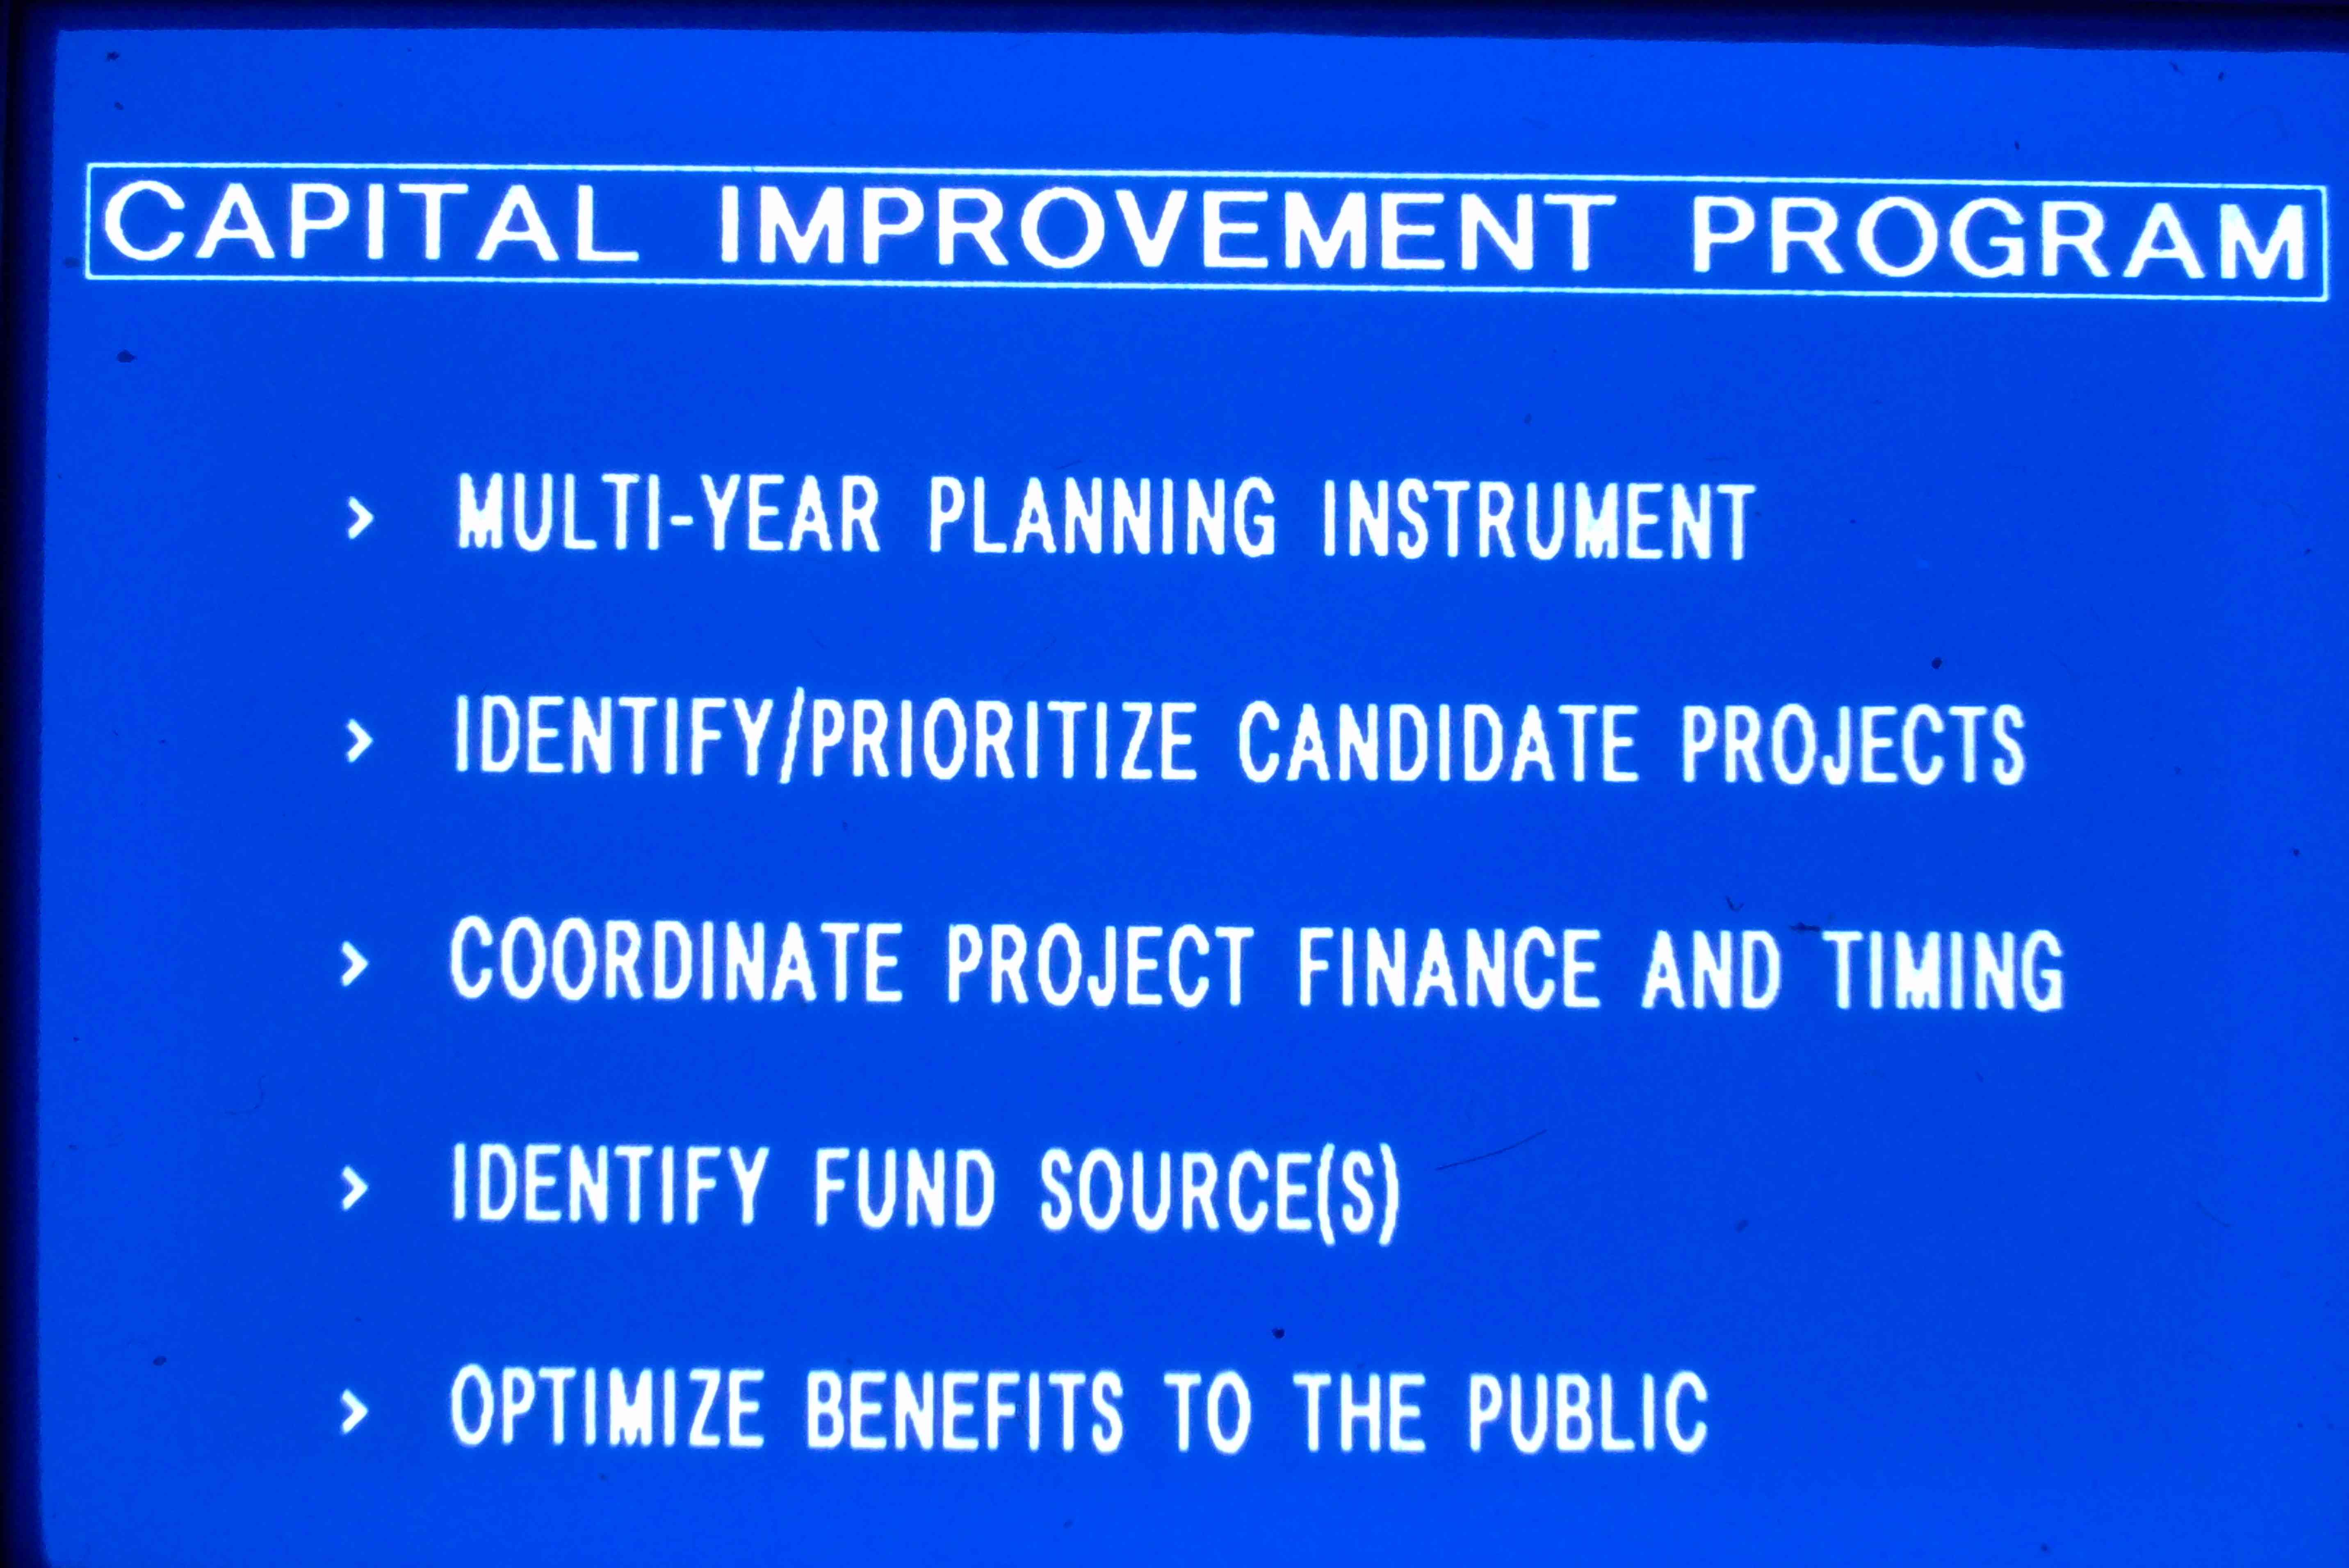 CAPITAL IMPROVEMENT PROGRAM
> MULTI-YEAR PLANNING INSTRUMENT
> IDENTIFY/PRIORITIZE CANDIDATE PROJECTS
> COORDINATE PROJECT FINANCE AND TIMING
> IDENTIFY FUND SOURCE(S)
> OPTIMIZE BENEFITS TO THE PUBLIC